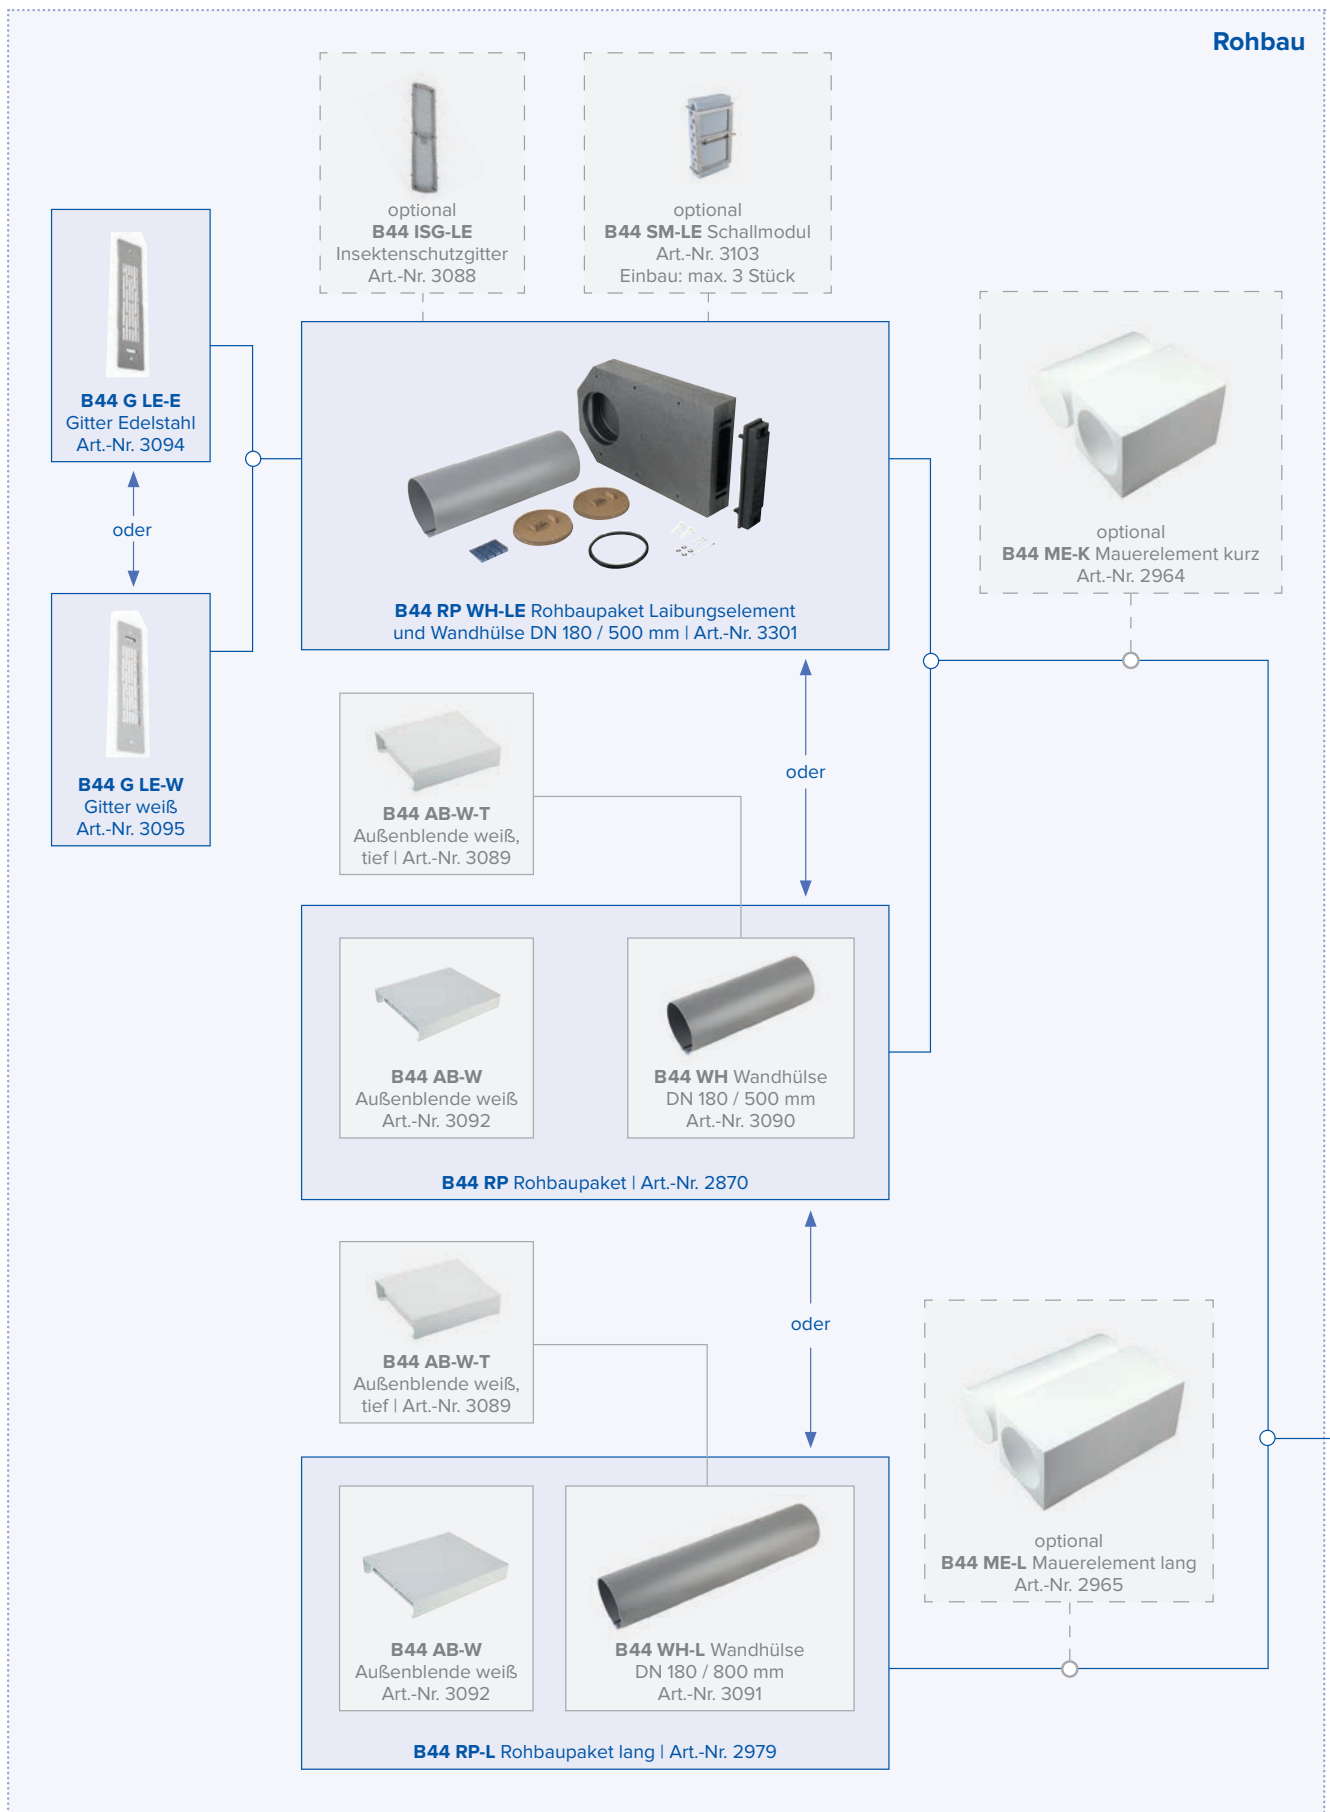 Rohbau
optional
B44 ISG-LE
Insektenschutzgitter
Art.-Nr. 3088
optional
B44 SM-LE Schallmodul
Art.-Nr. 3103
Einbau: max. 3 Stück
B44 G LE-E
Gitter Edelstahl
Art.-Nr. 3094
oder
B44 G LE-W
Gitter weiß
Art.-Nr. 3095
B44 RP WH-LE Rohbaupaket Laibungselement
und Wandhülse DN 180 / 500 mm | Art.-Nr. 3301
optional
B44 ME-K Mauerelement kurz
Art.-Nr. 2964
oder
B44 AB-W-T
Außenblende weiß,
tief | Art.-Nr. 3089
B44 AB-W
Außenblende weiß
Art.-Nr. 3092
B44 WH Wandhülse
DN 180 / 500 mm
Art.-Nr. 3090
B44 RP Rohbaupaket | Art.-Nr. 2870
oder
B44 AB-W-T
Außenblende weiß,
tief | Art.-Nr. 3089
optional
B44 ME-L Mauerelement lang
Art.-Nr. 2965
B44 AB-W
Außenblende weiß
Art.-Nr. 3092
B44 WH-L Wandhülse
DN 180 / 800 mm
Art.-Nr. 3091
B44 RP-L Rohbaupaket lang | Art.-Nr. 2979